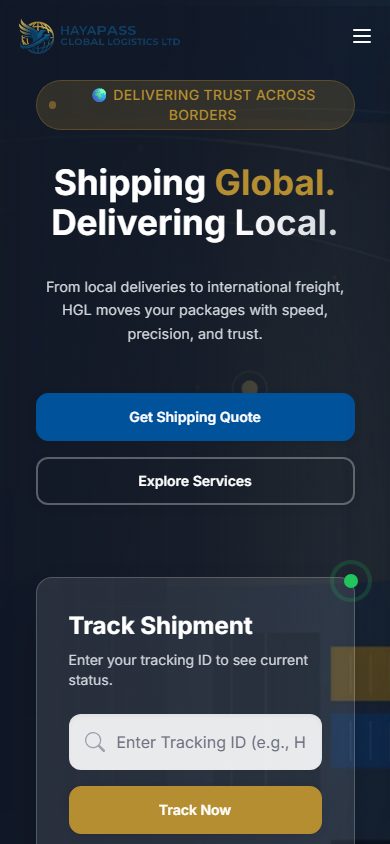 HAYAPASS
GLOBAL LOGISTICS LTD
DELIVERING TRUST ACROSS
BORDERS
Shipping Global.
Delivering Local.
From local deliveries to international freight,
HGL moves your packages with speed,
precision, and trust.
Get Shipping Quote
Explore Services
Track Shipment
Enter your tracking ID to see current
status.
Enter Tracking ID (e.g., H
Track Now